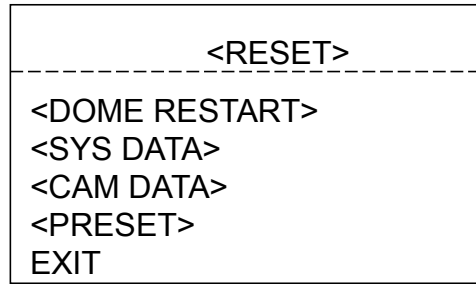 <RESET>
<DOME RESTART>
<SYS DATA>
<CAM DATA>
<PRESET>
EXIT